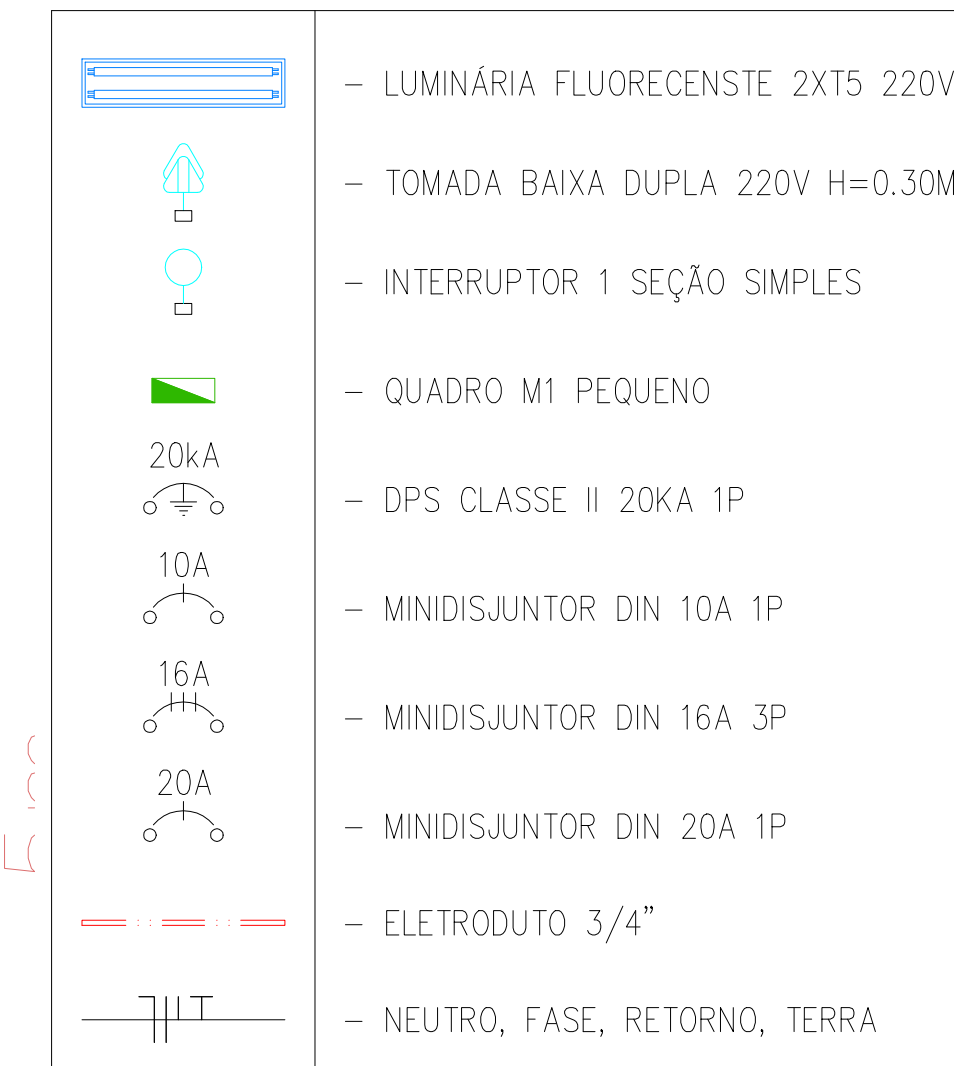 - LUMINÁRIA FLUORECENSTE 2XT5 220V
- TOMADA BAIXA DUPLA 220V H=0.30M
- INTERRUPTOR 1 SEÇÃO SIMPLES
- QUADRO M1 PEQUENO
20kA
- DPS CLASSE II 20KA 1P
10A
- MINIDISJUNTOR DIN 10A 1P
16A
- MINIDISJUNTOR DIN 16A 3P
20A
- MINIDISJUNTOR DIN 20A 1P
- ELETRODUTO 3/4”
- NEUTRO, FASE, RETORNO, TERRA